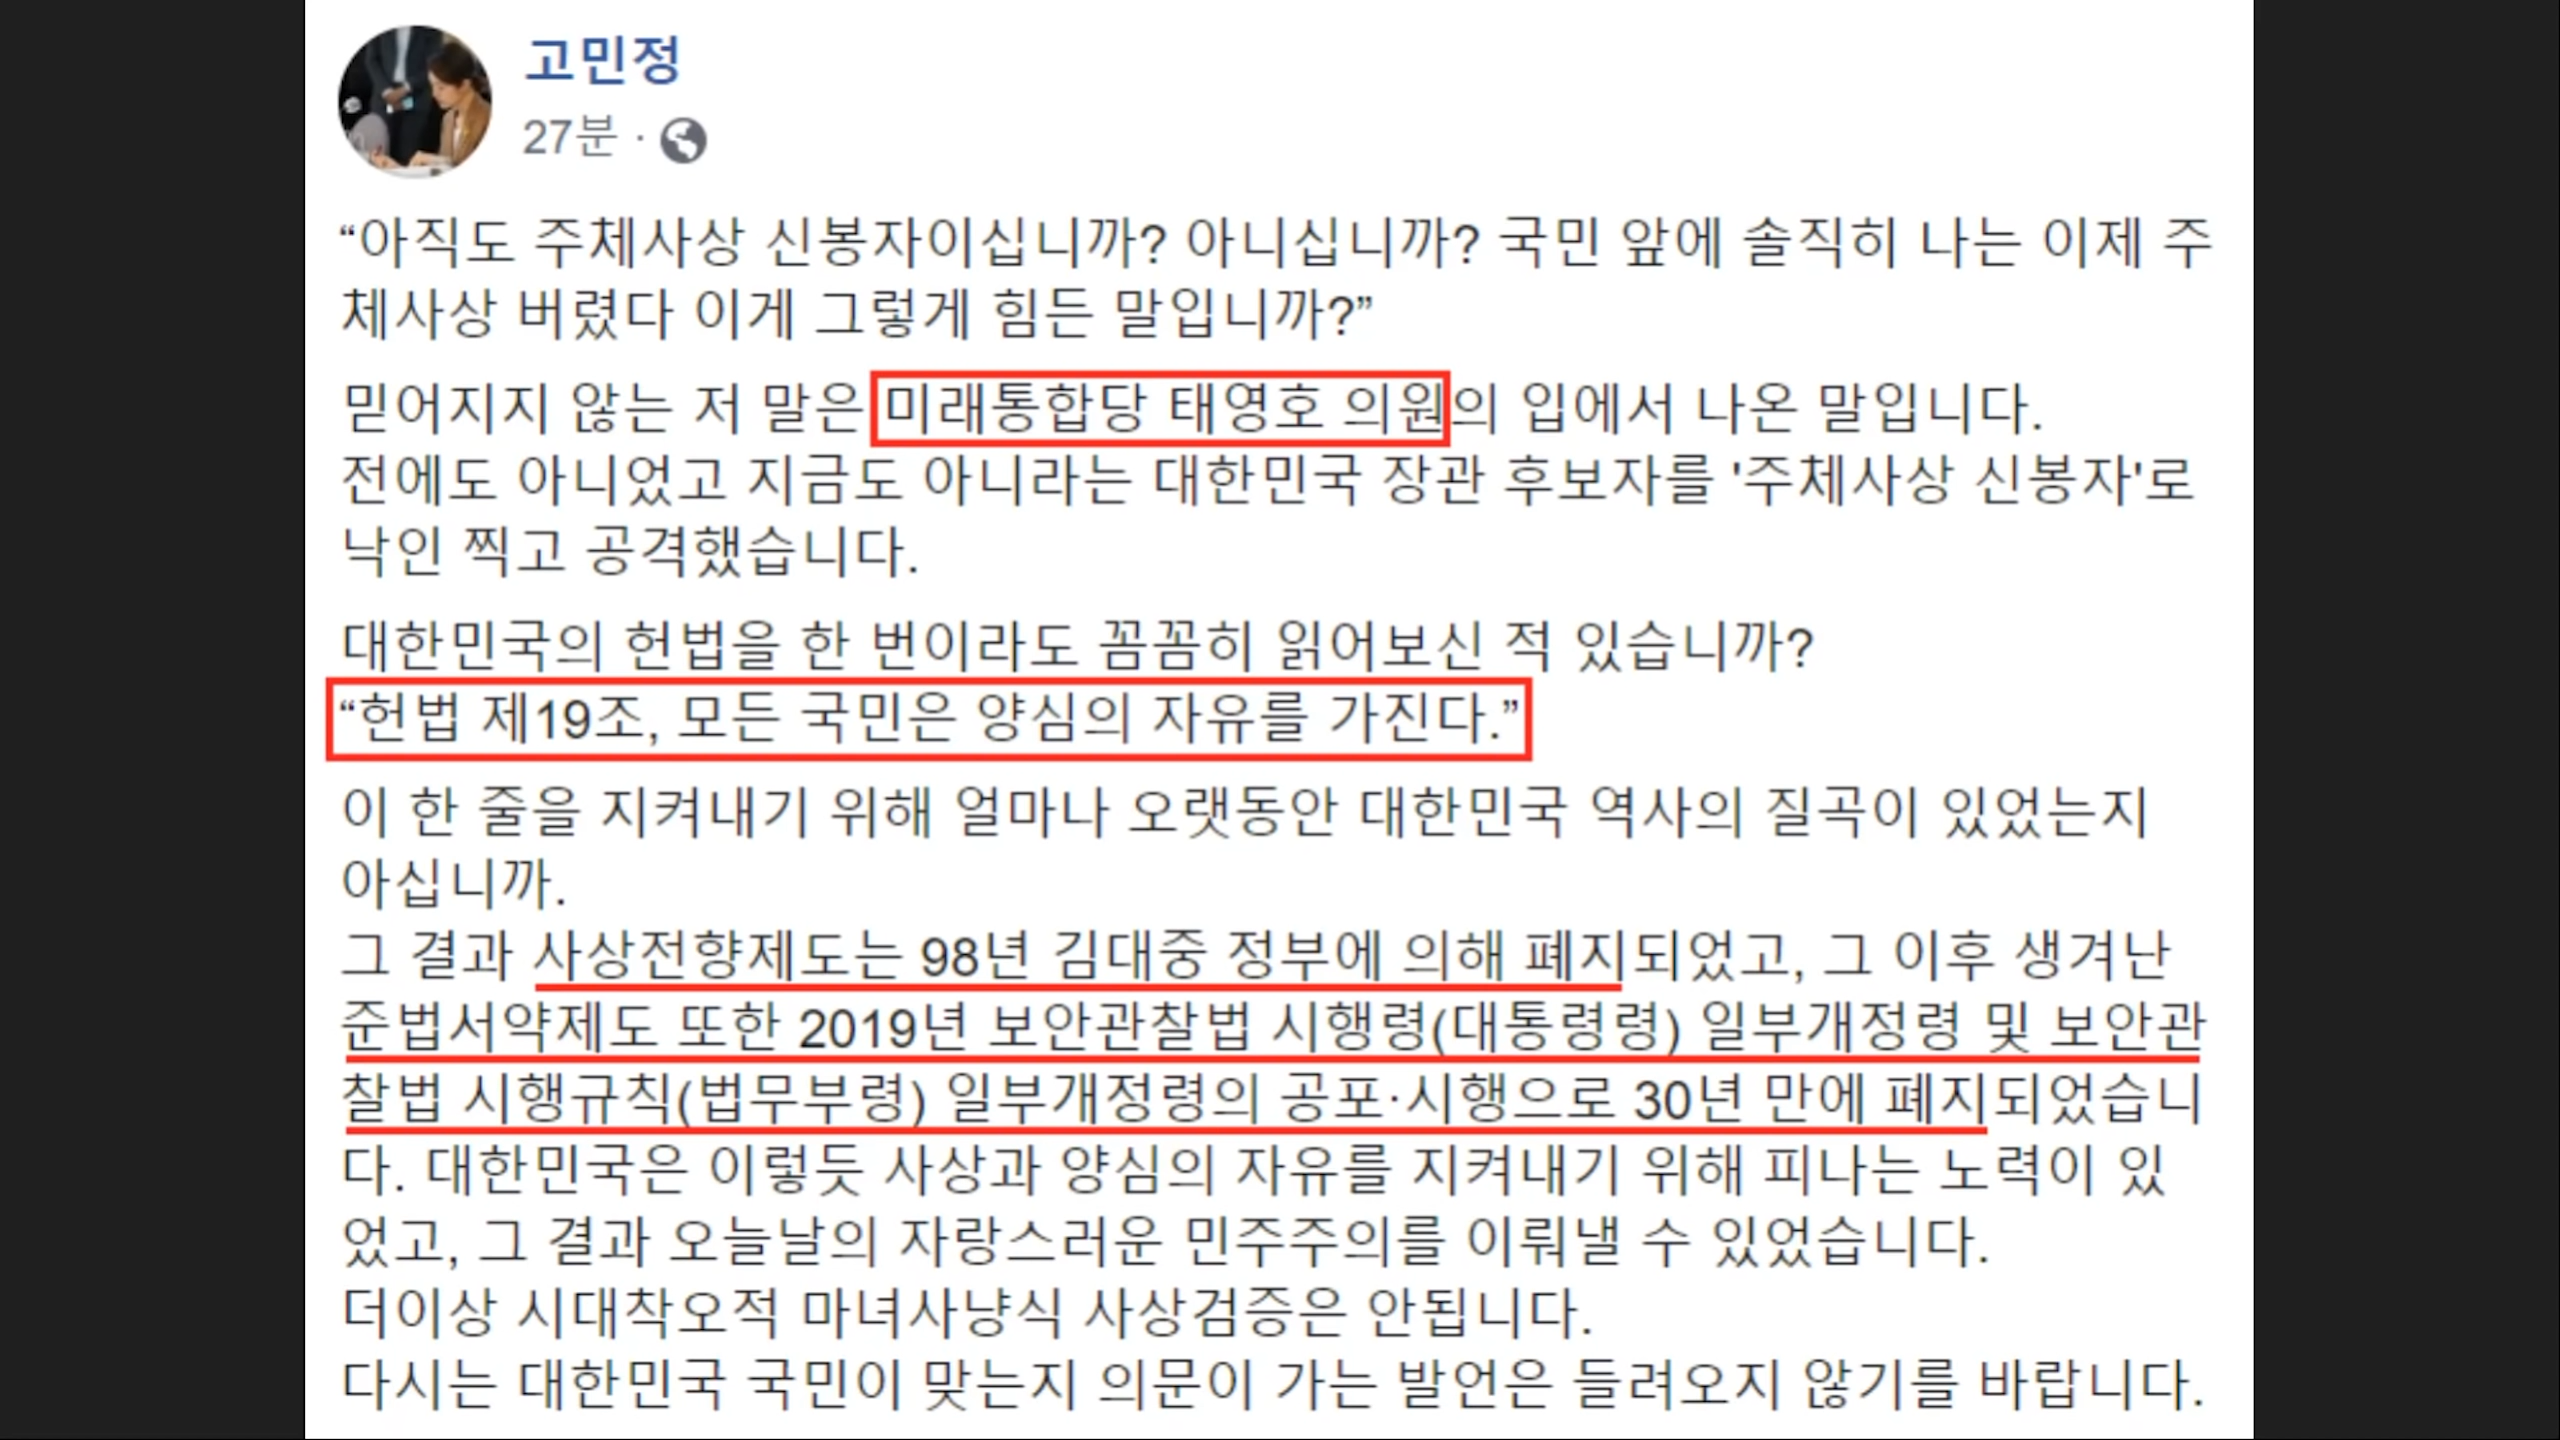 고민정
27분 ·
“아직도 주체사상 신봉자이십니까? 아니십니까? 국민 앞에 솔직히 나는 이제 주
체사상 버렸다 이게 그렇게 힘든 말입니까?”
믿어지지 않는 저 말은 미래통합당 태영호 의원의 입에서 나온 말입니다.
전에도 아니었고 지금도 아니라는 대한민국 장관 후보자를 '주체사상 신봉자'로
낙인 찍고 공격했습니다.
대한민국의 헌법을 한 번이라도 꼼꼼히 읽어보신 적 있습니까?
“헌법 제19조, 모든 국민은 양심의 자유를 가진다.”
이 한 줄을 지켜내기 위해 얼마나 오랫동안 대한민국 역사의 질곡이 있었는지
아십니까.
그 결과 사상전향제도는 98년 김대중 정부에 의해 폐지되었고, 그 이후 생겨난
준법서약제도 또한 2019년 보안관찰법 시행령(대통령령) 일부개정령 및 보안관
찰법 시행규칙(법무부령) 일부개정령의 공포·시행으로 30년 만에 폐지되었습니
다. 대한민국은 이렇듯 사상과 양심의 자유를 지켜내기 위해 피나는 노력이 있
었고, 그 결과 오늘날의 자랑스러운 민주주의를 이뤄낼 수 있었습니다.
더이상 시대착오적 마녀사냥식 사상검증은 안됩니다.
다시는 대한민국 국민이 맞는지 의문이 가는 발언은 들려오지 않기를 바랍니다.